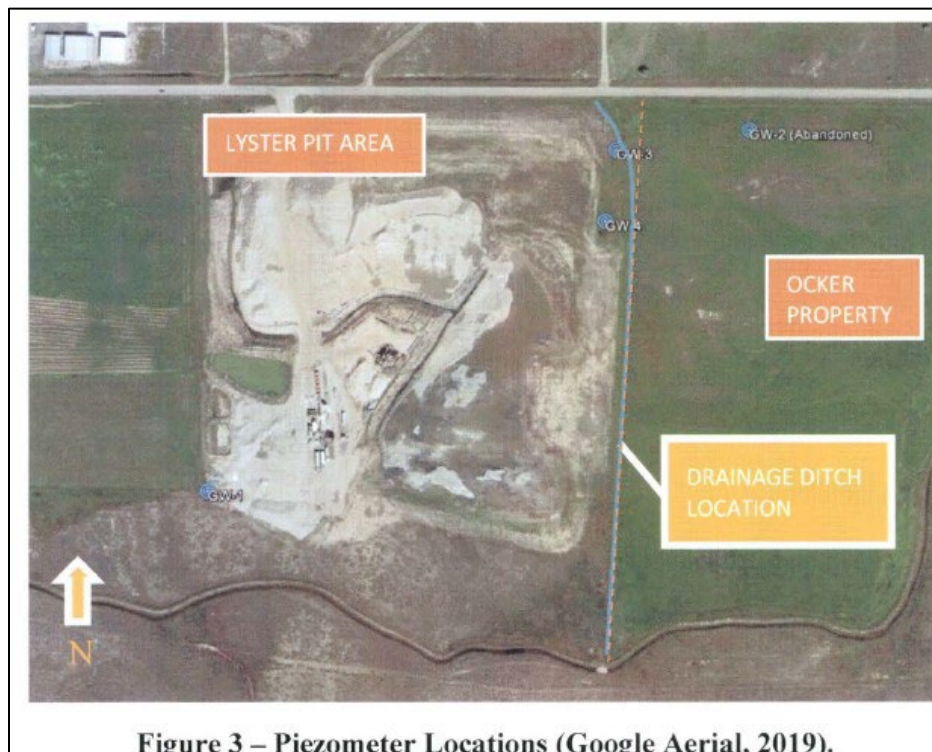 LYSTER PIT AREA
GW-2 (Abandoned)
GW-3
GW-4
OCKER
PROPERTY
DRAINAGE DITCH
LOCATION
GW-1
N
Figure 3 – Piezometer Locations (Google Aerial, 2019).